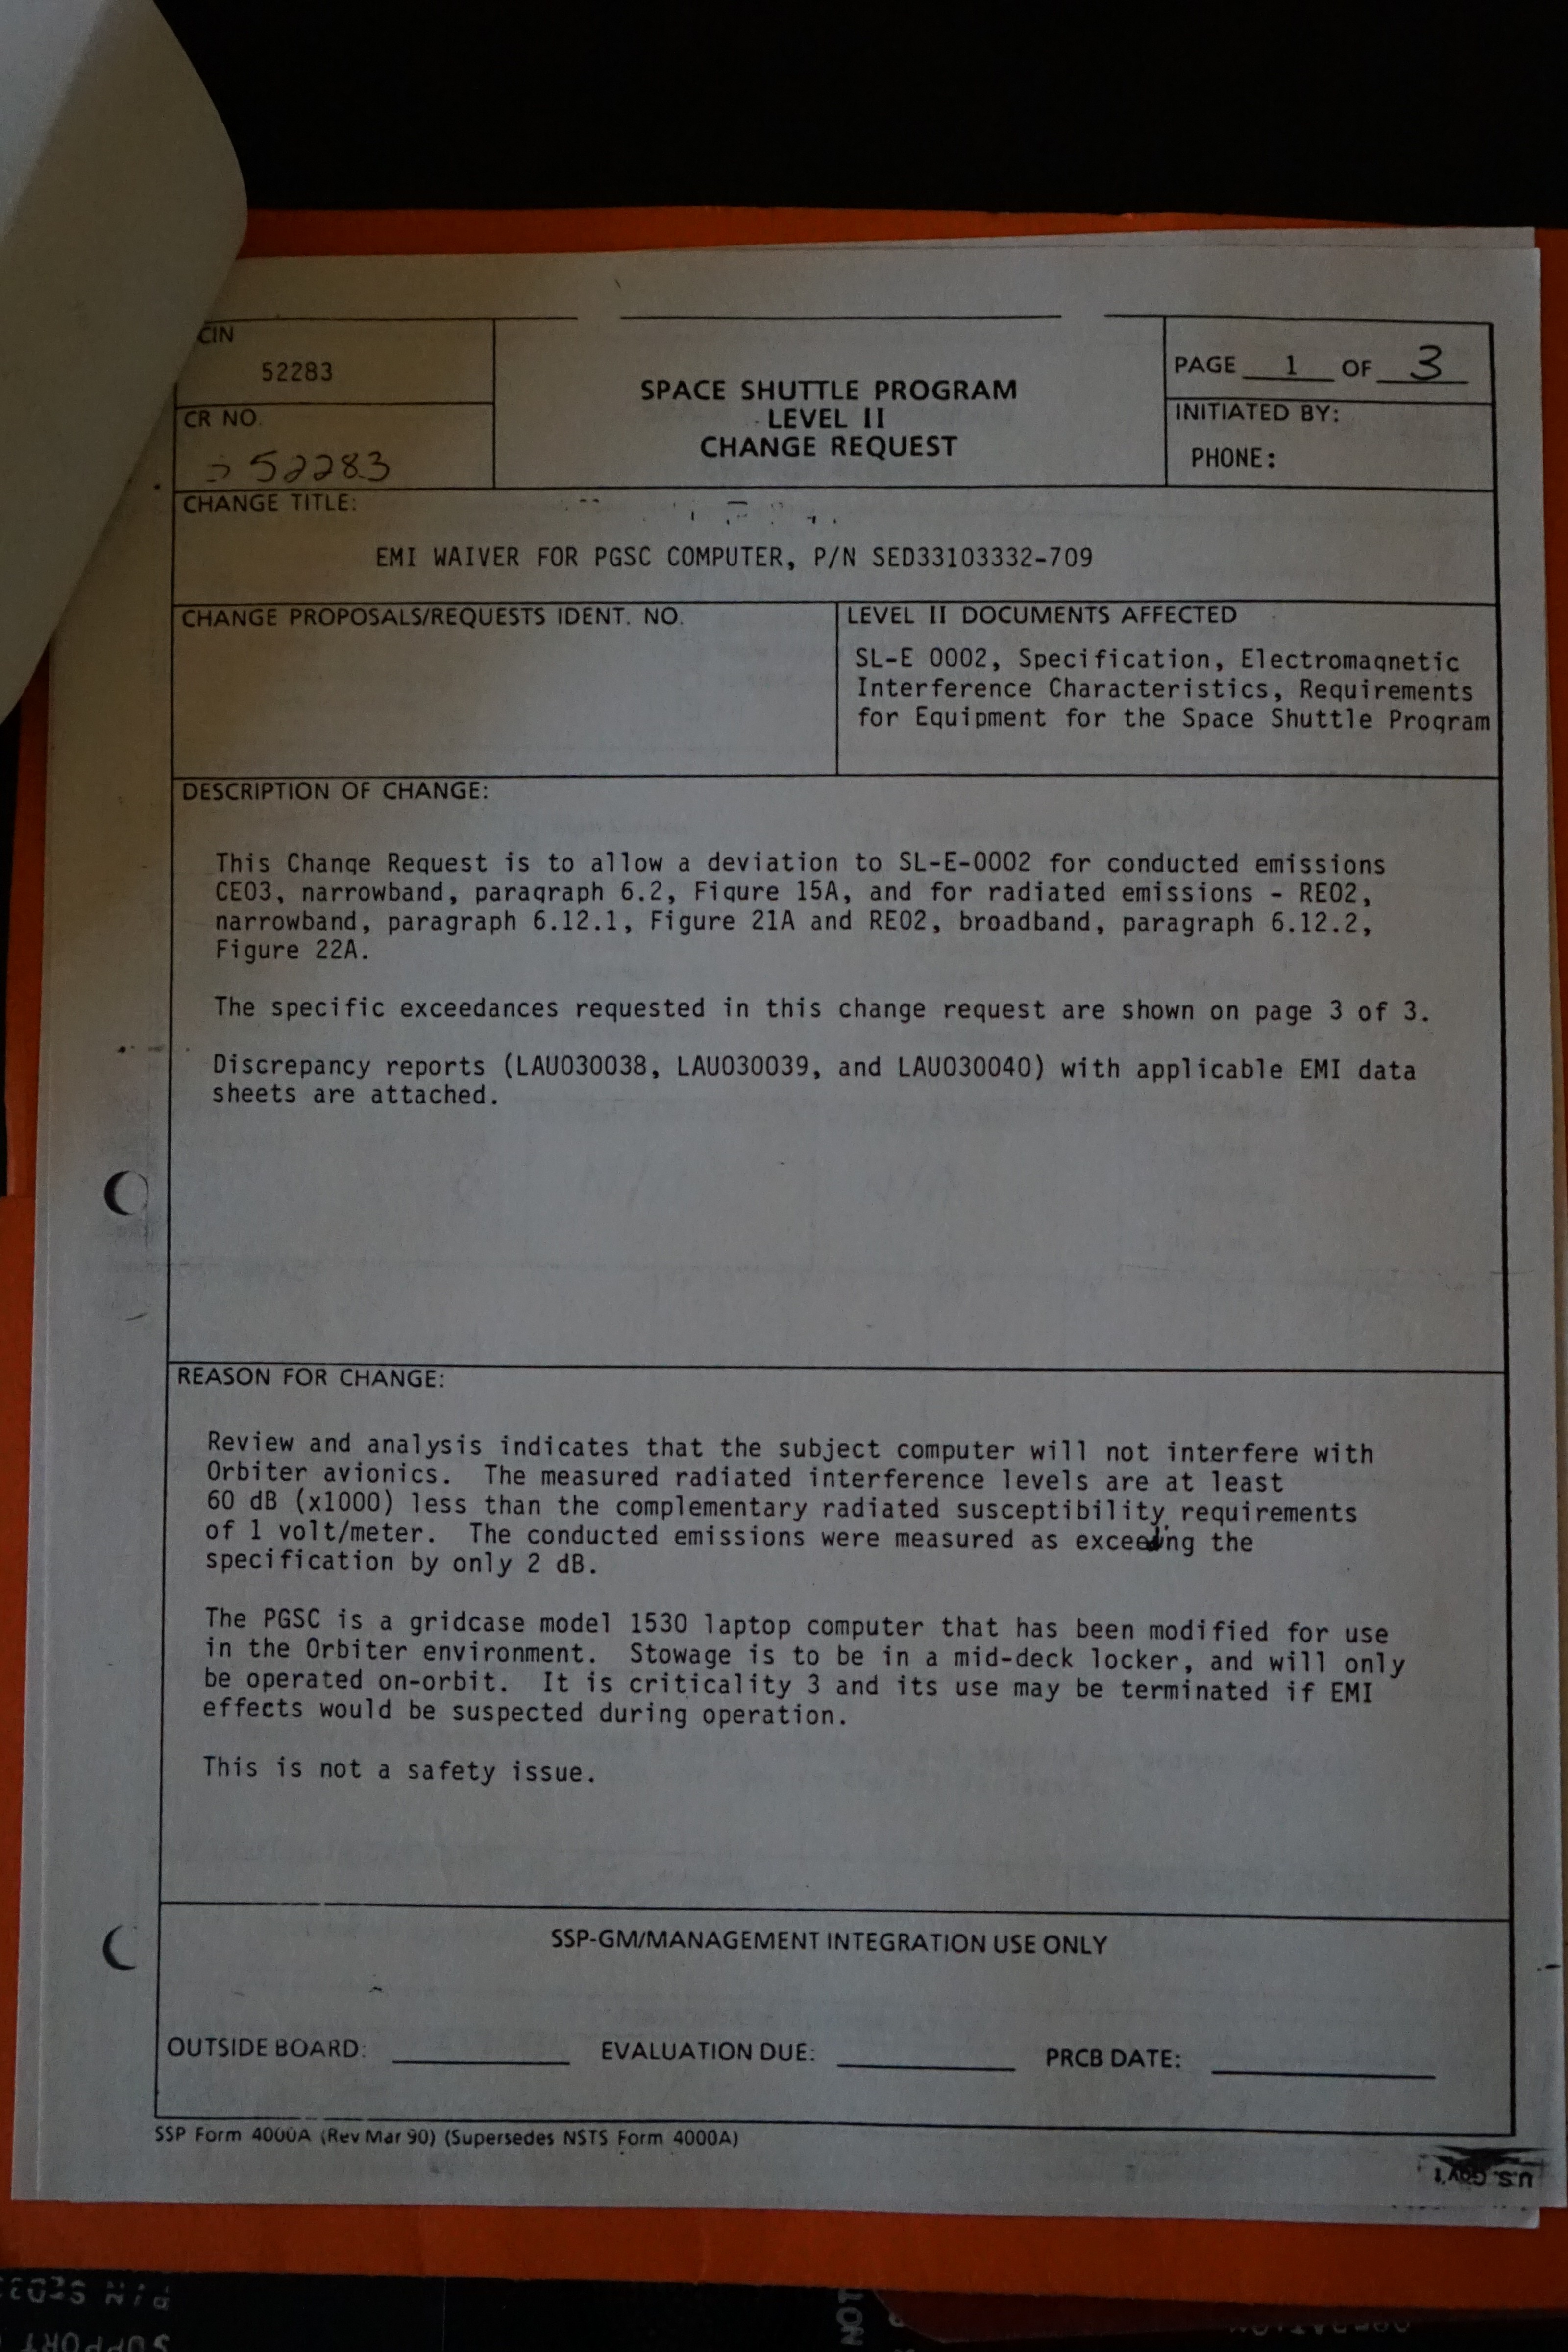 CIN
52283
CR NO.
52283
SPACE SHUTTLE PROGRAM
LEVEL II
CHANGE REQUEST
PAGE 1 OF 3
INITIATED BY:
PHONE:
CHANGE TITLE:
EMI WAIVER FOR PGSC COMPUTER, P/N SED33103332-709
CHANGE PROPOSALS/REQUESTS IDENT. NO.
LEVEL II DOCUMENTS AFFECTED
SL-E 0002, Specification, Electromagnetic
Interference Characteristics, Requirements
for Equipment for the Space Shuttle Program
DESCRIPTION OF CHANGE:
This Change Request is to allow a deviation to SL-E-0002 for conducted emissions
CE03, narrowband, paragraph 6.2, Figure 15A, and for radiated emissions - RE02,
narrowband, paragraph 6.12.1, Figure 21A and RE02, broadband, paragraph 6.12.2,
Figure 22A.
The specific exceedances requested in this change request are shown on page 3 of 3.
Discrepancy reports (LAU030038, LAU030039, and LAU030040) with applicable EMI data
sheets are attached.
REASON FOR CHANGE:
Review and analysis indicates that the subject computer will not interfere with
Orbiter avionics. The measured radiated interference levels are at least
60 dB (x1000) less than the complementary radiated susceptibility requirements
of 1 volt/meter. The conducted emissions were measured as exceeding the
specification by only 2 dB.
The PGSC is a gridcase model 1530 laptop computer that has been modified for use
in the Orbiter environment. Stowage is to be in a mid-deck locker, and will only
be operated on-orbit. It is criticality 3 and its use may be terminated if EMI
effects would be suspected during operation.
This is not a safety issue.
SSP-GM/MANAGEMENT INTEGRATION USE ONLY
OUTSIDE BOARD:
EVALUATION DUE:
PRCB DATE:
SSP Form 4000A (Rev Mar 90) (Supersedes NSTS Form 4000A)
U.S. GOV'T
P/N SED33
SUPPORT
NOT